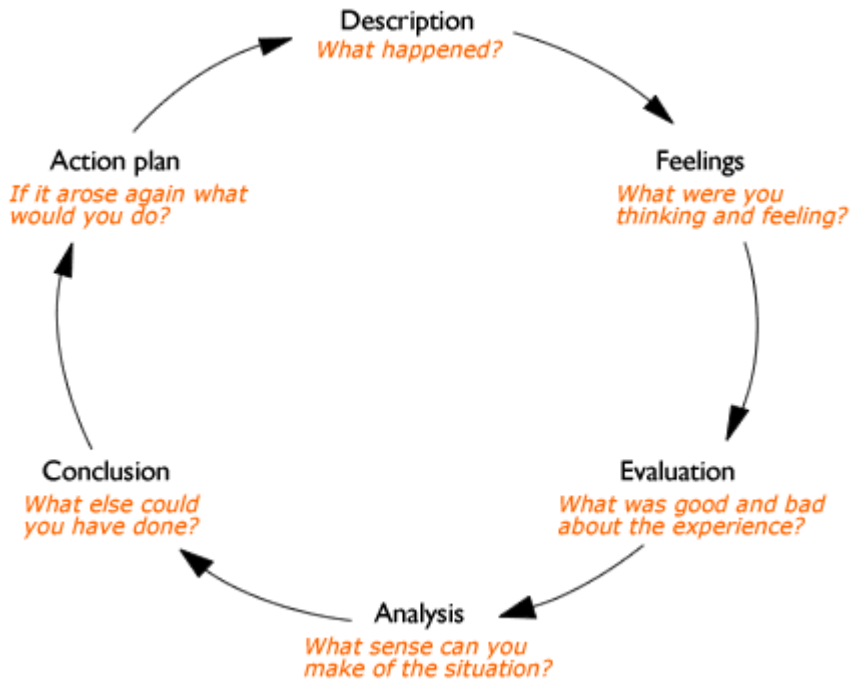 Description
What happened?
Feelings
What were you
thinking and feeling?
Evaluation
What was good and bad
about the experience?
Analysis
What sense can you
make of the situation?
Conclusion
What else could
you have done?
Action plan
If it arose again what
would you do?